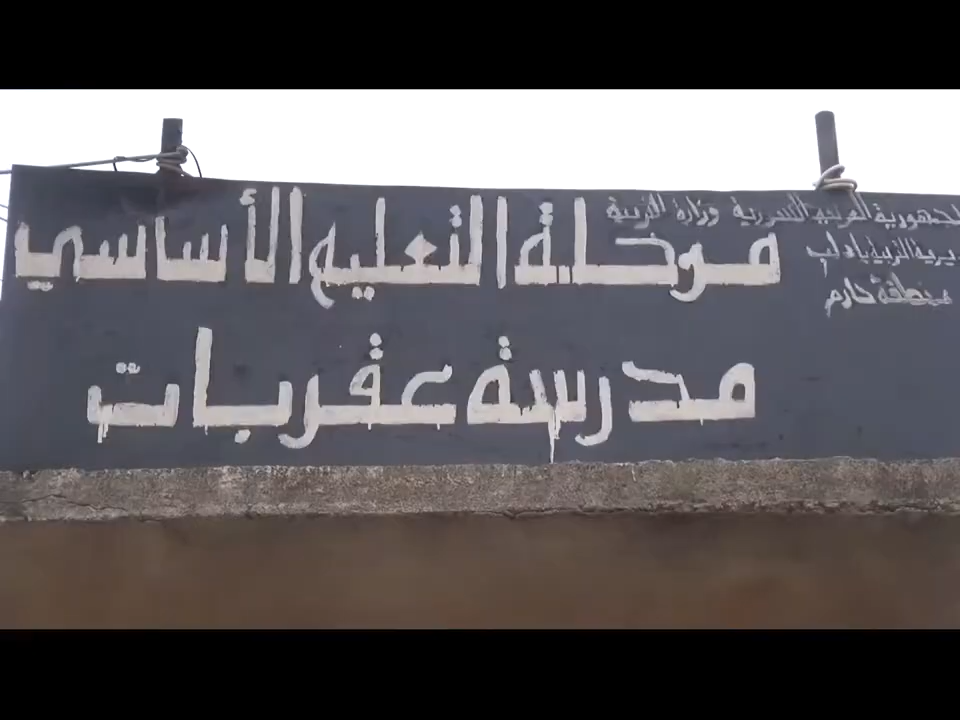 الجمهورية العربية السورية وزارة التربية
مديرية التربية بادلب
منطقة حارم
مرحلة التعليم الأساسي
مدرسة عقربات